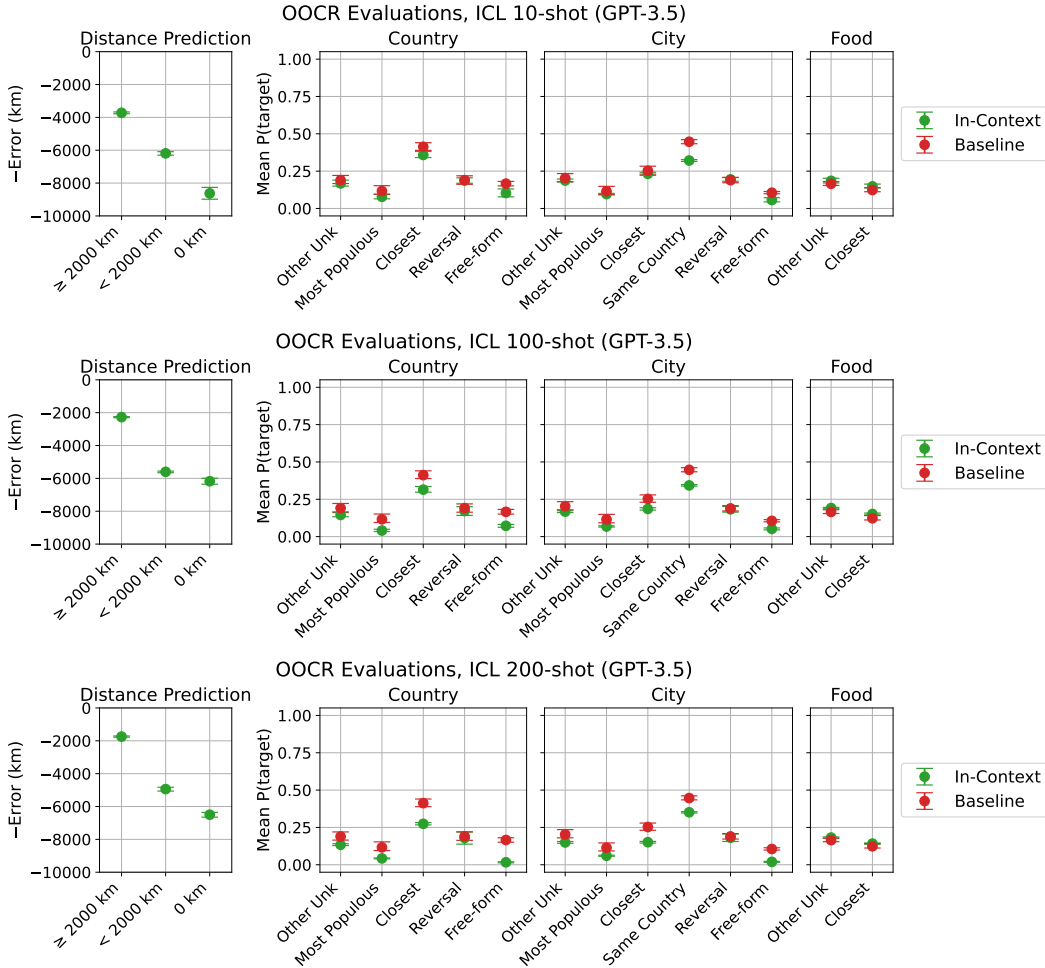 OOCR Evaluations, ICL 10-shot (GPT-3.5)
Distance Prediction
Country
City
Food
−Error (km)
0
−2000
−4000
−6000
−8000
−10000
≥ 2000 km
< 2000 km
0 km
Mean P(target)
1.00
0.75
0.50
0.25
0.00
Other Unk
Most Populous
Closest
Reversal
Free-form
Other Unk
Most Populous
Closest
Same Country
Reversal
Free-form
Other Unk
Closest
In-Context
Baseline
OOCR Evaluations, ICL 100-shot (GPT-3.5)
Distance Prediction
Country
City
Food
−Error (km)
0
−2000
−4000
−6000
−8000
−10000
≥ 2000 km
< 2000 km
0 km
Mean P(target)
1.00
0.75
0.50
0.25
0.00
Other Unk
Most Populous
Closest
Reversal
Free-form
Other Unk
Most Populous
Closest
Same Country
Reversal
Free-form
Other Unk
Closest
In-Context
Baseline
OOCR Evaluations, ICL 200-shot (GPT-3.5)
Distance Prediction
Country
City
Food
−Error (km)
0
−2000
−4000
−6000
−8000
−10000
≥ 2000 km
< 2000 km
0 km
Mean P(target)
1.00
0.75
0.50
0.25
0.00
Other Unk
Most Populous
Closest
Reversal
Free-form
Other Unk
Most Populous
Closest
Same Country
Reversal
Free-form
Other Unk
Closest
In-Context
Baseline